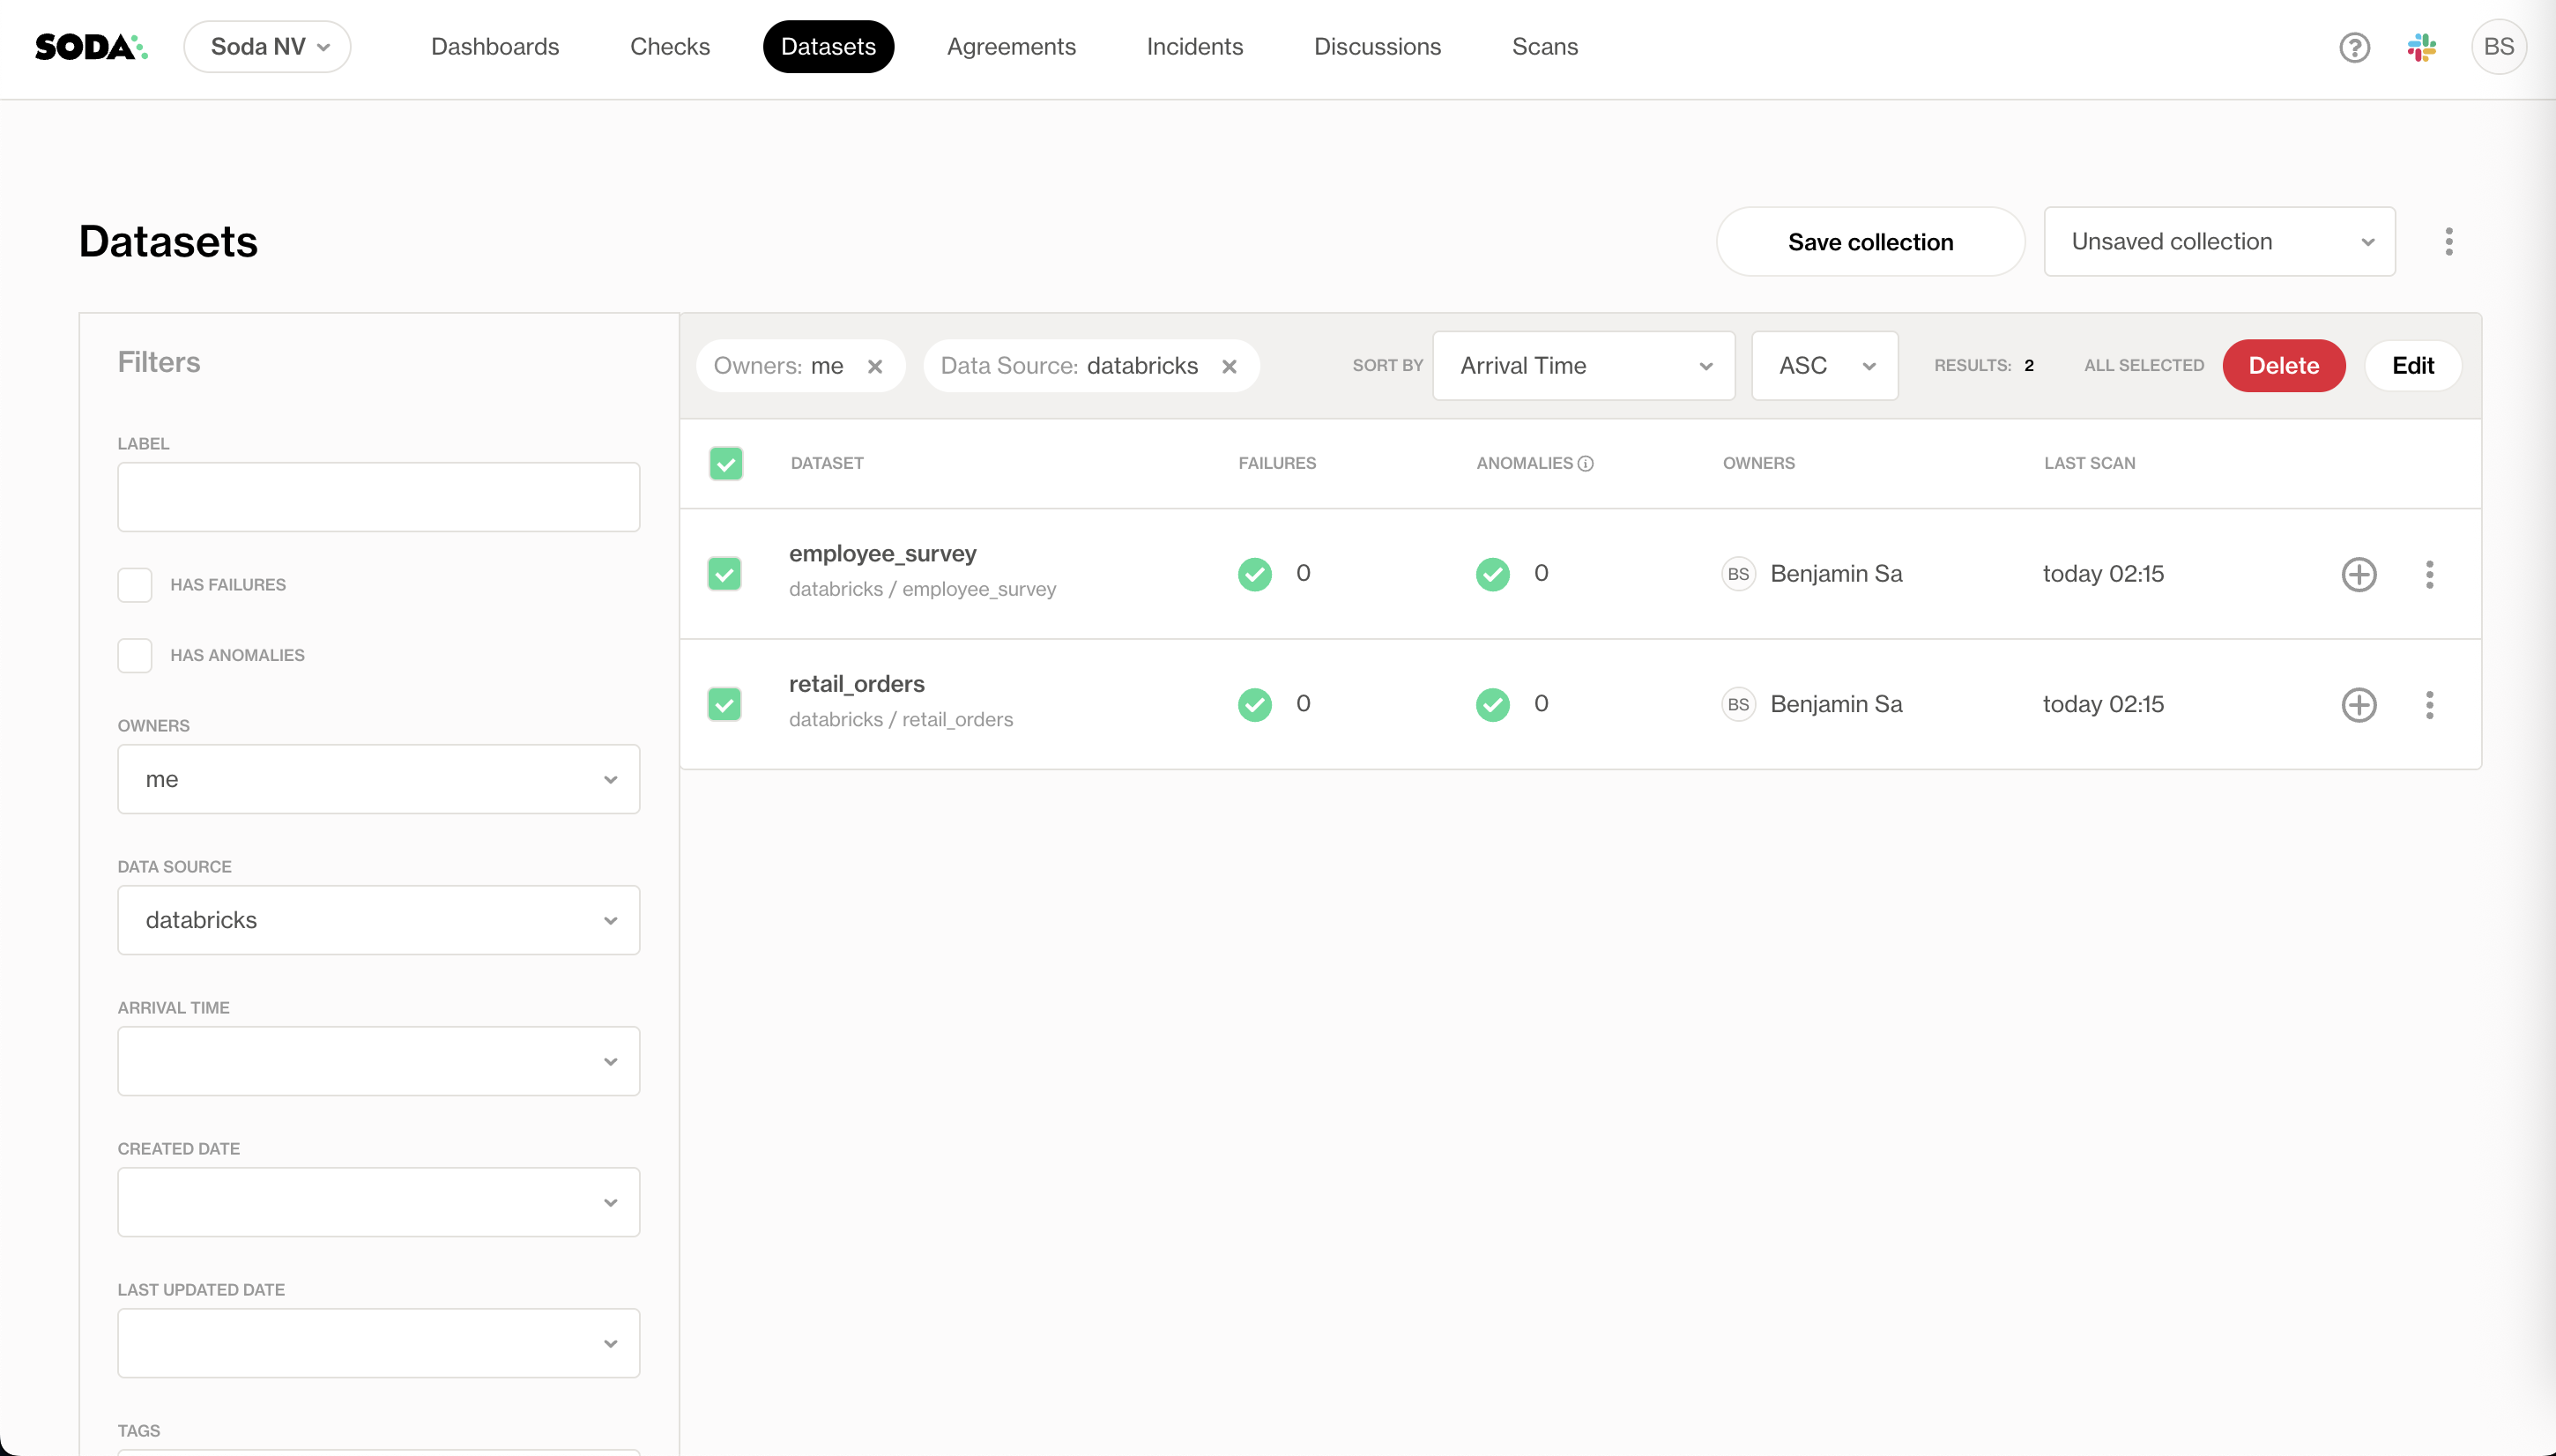 SODA
Soda NV
Dashboards
Checks
Datasets
Agreements
Incidents
Discussions
Scans
BS
Datasets
Save collection
Unsaved collection
Filters
LABEL
HAS FAILURES
HAS ANOMALIES
OWNERS
me
DATA SOURCE
databricks
ARRIVAL TIME
CREATED DATE
LAST UPDATED DATE
TAGS
Owners: me
Data Source: databricks
SORT BY
Arrival Time
ASC
RESULTS: 2
ALL SELECTED
Delete
Edit
DATASET FAILURES ANOMALIES OWNERS LAST SCAN
employee_survey
databricks / employee_survey
0 0 BS Benjamin Sa today 02:15
retail_orders
databricks / retail_orders
0 0 BS Benjamin Sa today 02:15